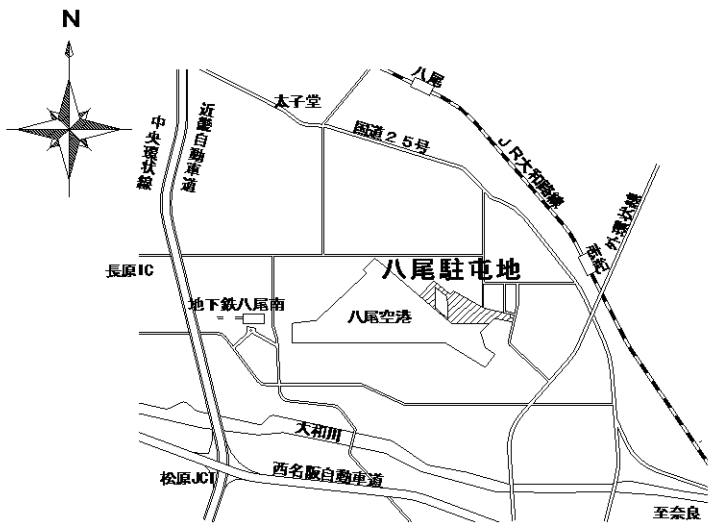 N
八尾
太子堂
国道25号
近畿自動車道
中央環状線
JR大和路線
外環状線
志紀
長原IC
八尾駐屯地
地下鉄八尾南
八尾空港
大和川
松原JCT
西名阪自動車道
至奈良